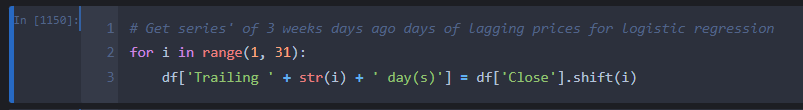 In [1150]:
1 # Get series' of 3 weeks days ago days of lagging prices for logistic regression
2 for i in range(1, 31):
3     df['Trailing ' + str(i) + ' day(s)'] = df['Close'].shift(i)